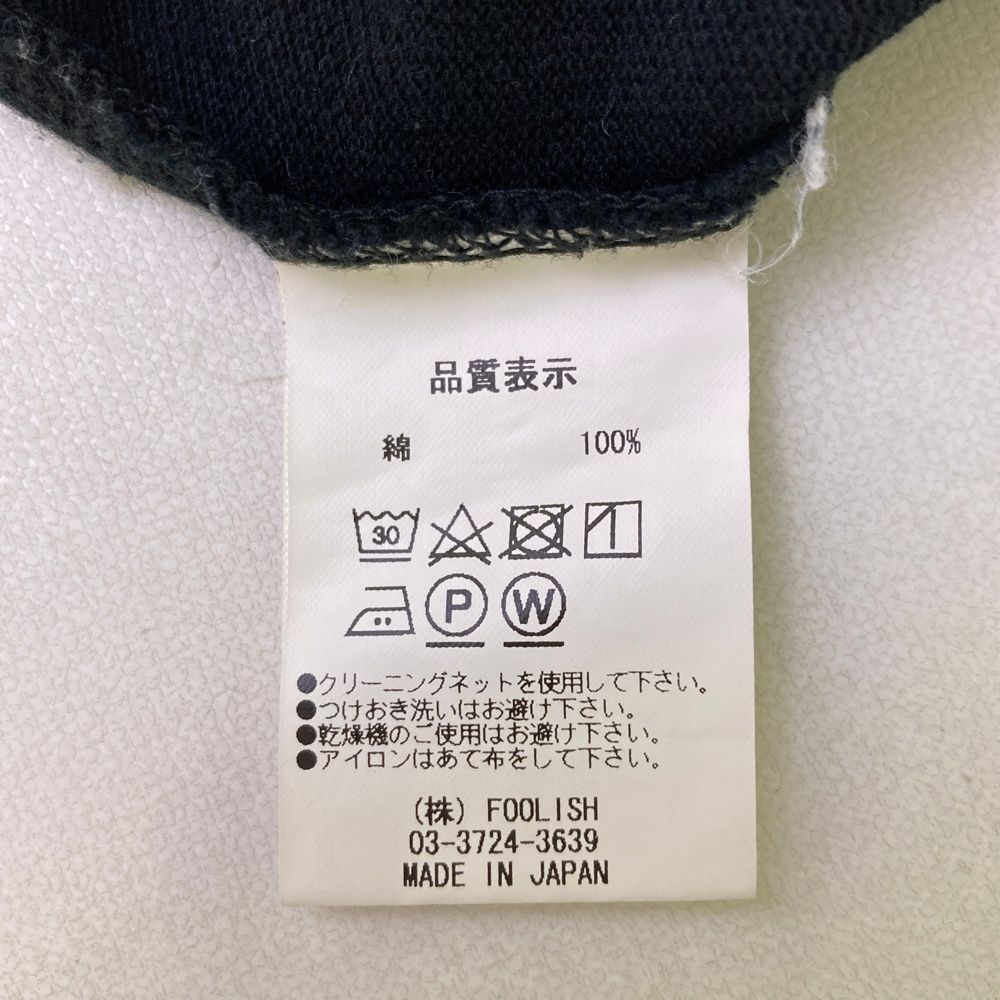 品質表示
綿 100%
30
P W
●クリーニングネットを使用して下さい。
●つけおき洗いはお避け下さい。
●乾燥機のご使用はお避け下さい。
●アイロンはあて布をして下さい。
(株) FOOLISH
03-3724-3639
MADE IN JAPAN